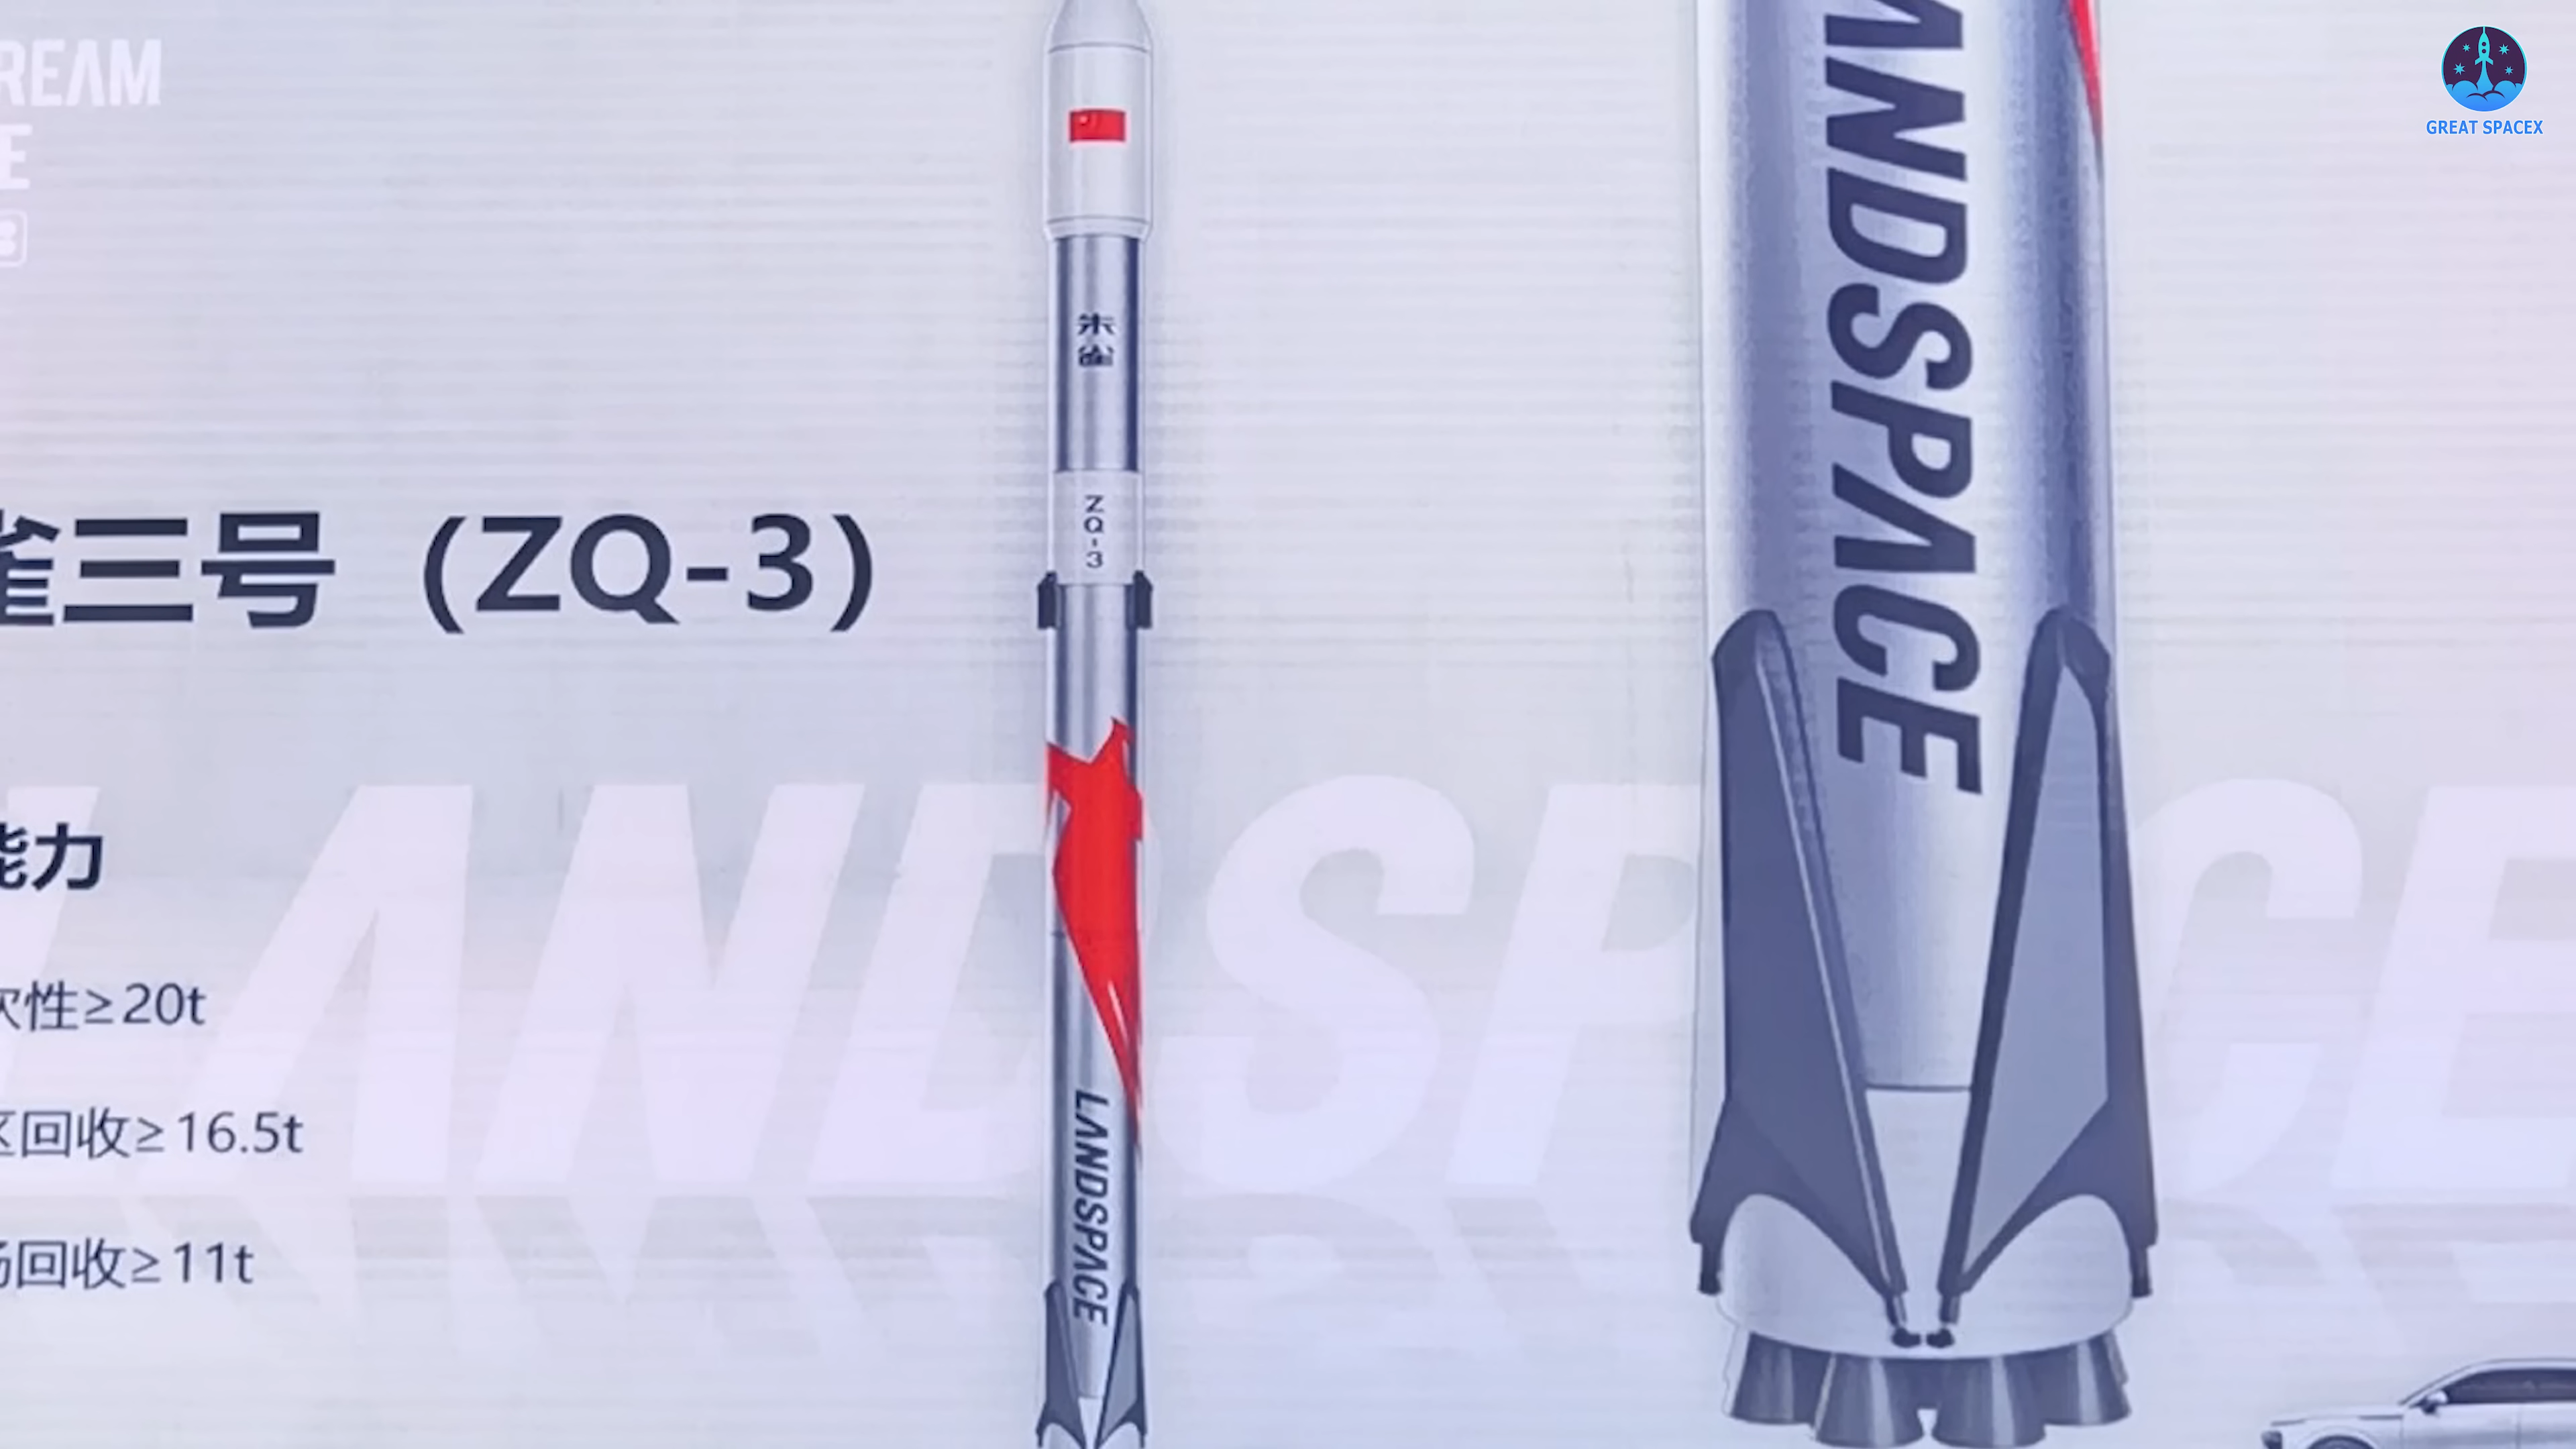 REAM
E
GREAT SPACEX
朱
雀
ZQ-3
雀三号（ZQ-3）
能力
次性≥20t
区回收≥16.5t
场回收≥11t
LANDSPACE
ANDSPACE
LANDSPACE